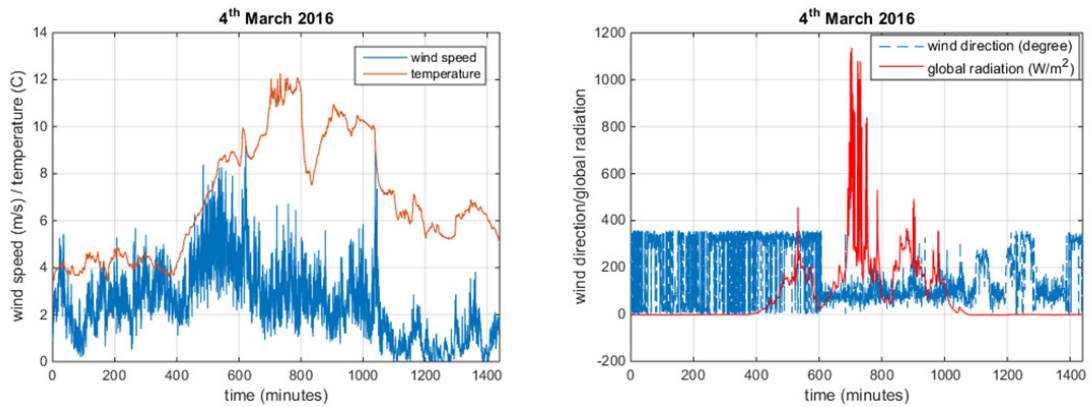 4th March 2016
14
12
10
8
6
4
2
0
wind speed (m/s) / temperature (C)
wind speed
temperature
0 200 400 600 800 1000 1200 1400
time (minutes)
4th March 2016
1200
1000
800
600
400
200
0
-200
wind direction/global radiation
wind direction (degree)
global radiation (W/m2)
0 200 400 600 800 1000 1200 1400
time (minutes)